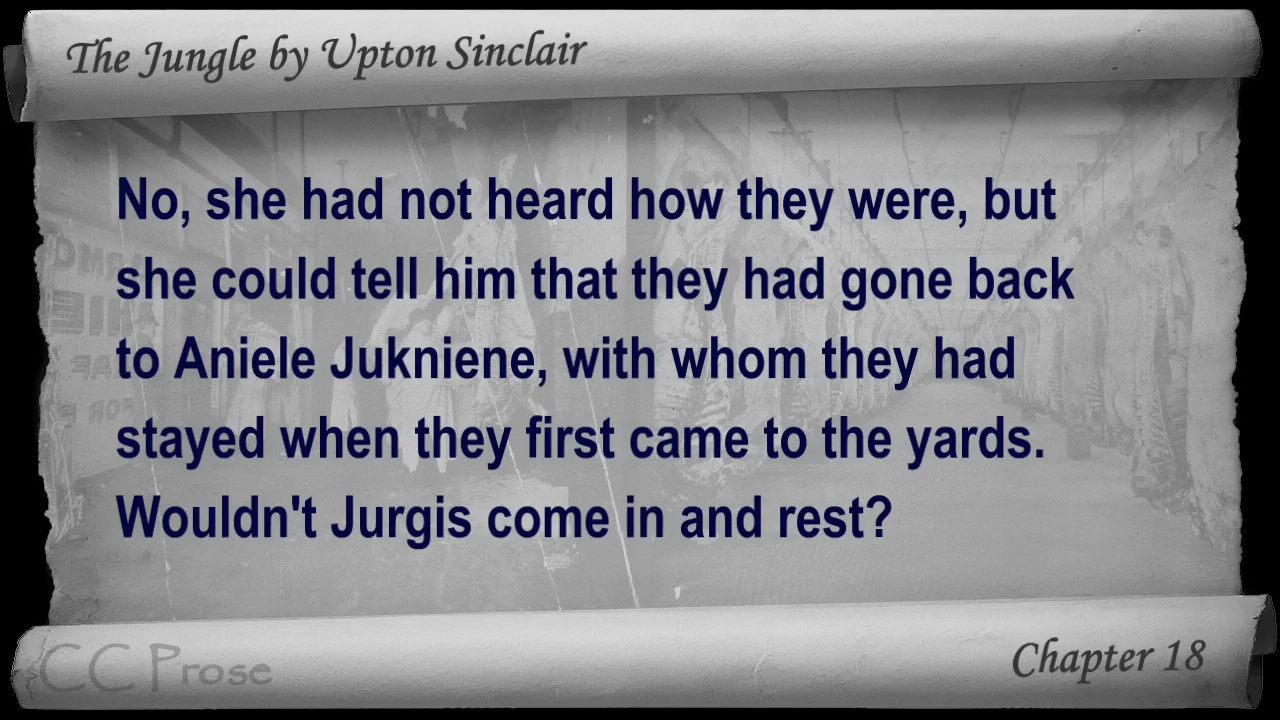 The Jungle by Upton Sinclair
No, she had not heard how they were, but
she could tell him that they had gone back
to Aniele Jukniene, with whom they had
stayed when they first came to the yards.
Wouldn't Jurgis come in and rest?
CC Prose
Chapter 18